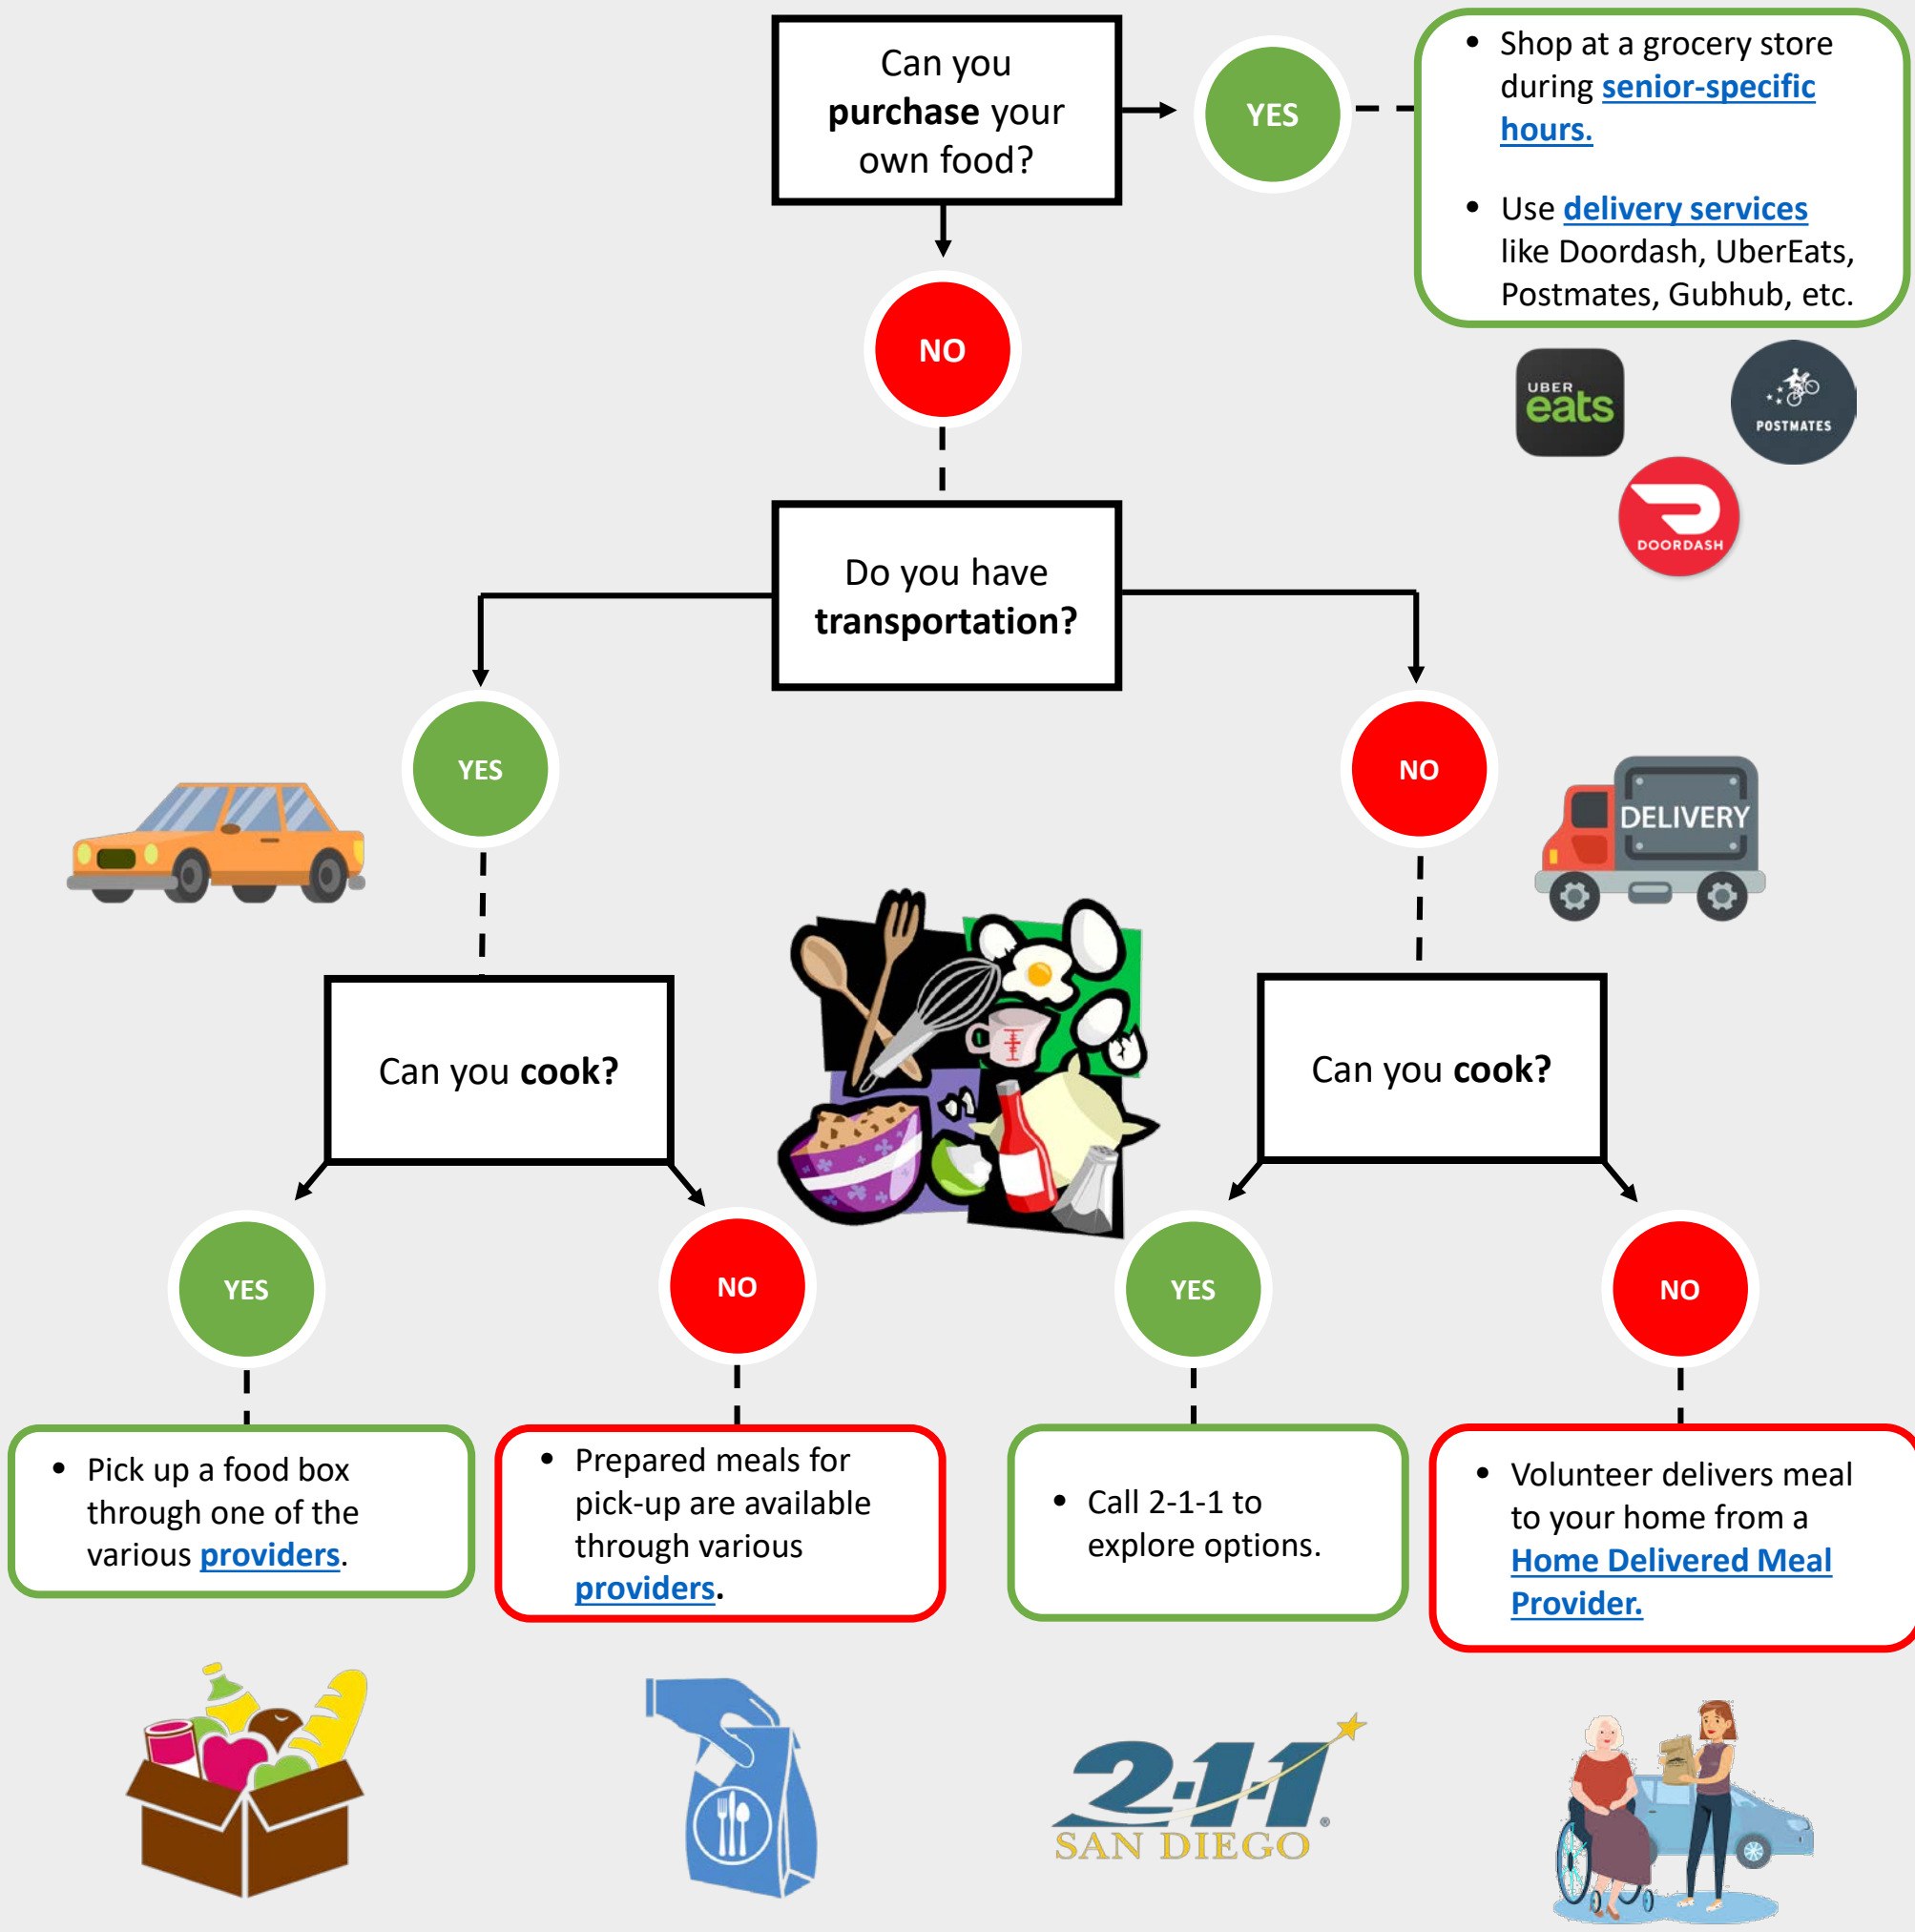 Can you
purchase your
own food?
YES
• Shop at a grocery store
during senior-specific
hours.
• Use delivery services
like Doordash, UberEats,
Postmates, Gubhub, etc.
NO
UBER
eats
POSTMATES
DOORDASH
Do you have
transportation?
YES
NO
DELIVERY
Can you cook?
Can you cook?
YES
NO
YES
NO
• Pick up a food box
through one of the
various providers.
• Prepared meals for
pick-up are available
through various
providers.
• Call 2-1-1 to
explore options.
• Volunteer delivers meal
to your home from a
Home Delivered Meal
Provider.
2-1-1
SAN DIEGO
®